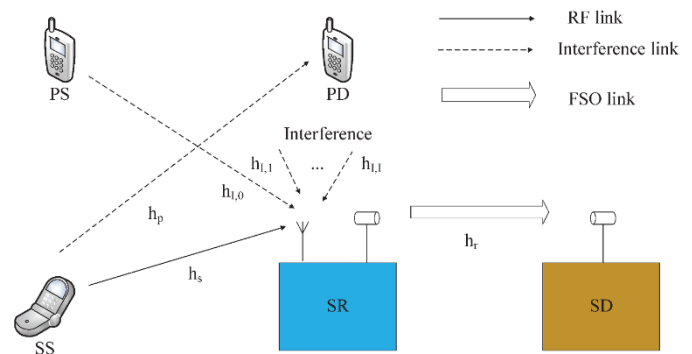 RF link
Interference link
FSO link
PS
PD
Interference
h_{I,1} ... h_{I,I}
h_{I,0}
h_p
h_r
h_s
SR
SD
SS